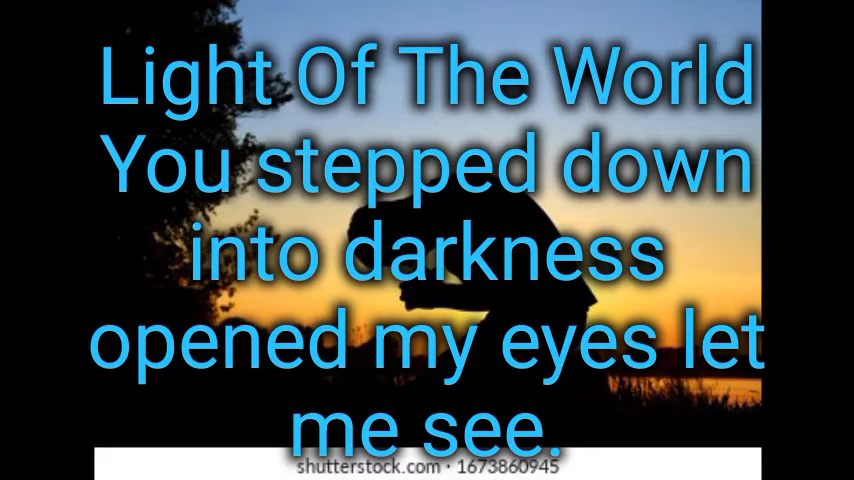 Light Of The World
You stepped down
into darkness
opened my eyes let
me see.
shutterstock.com · 1673860945